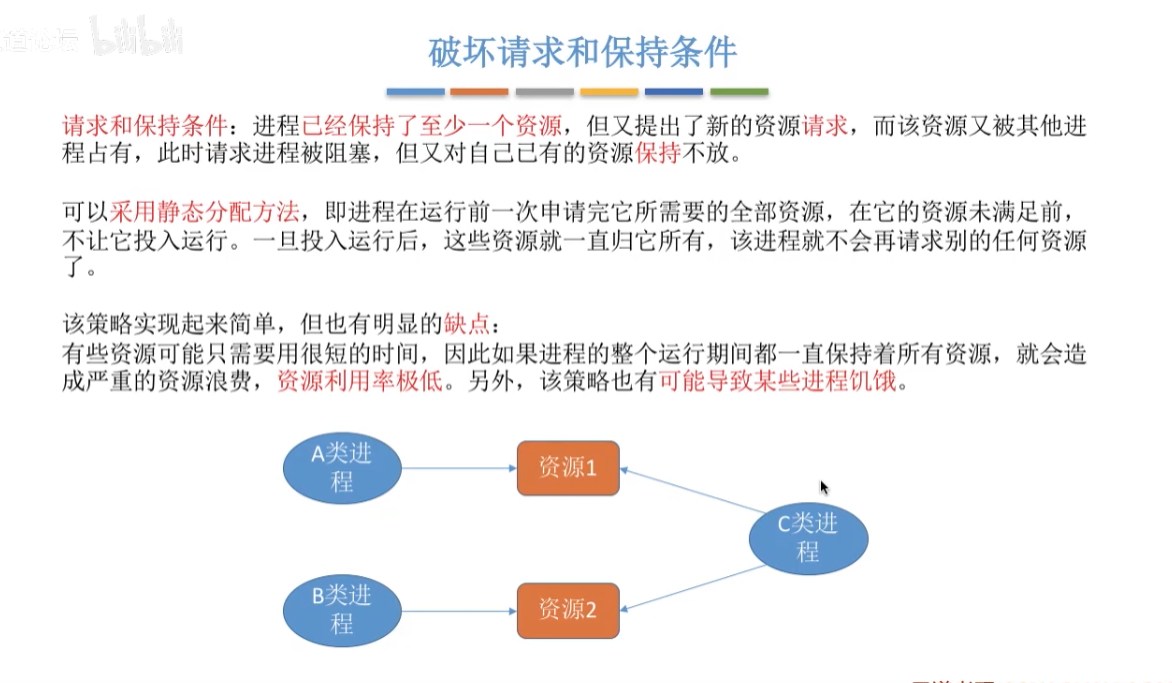 bilibili
破坏请求和保持条件
请求和保持条件：进程已经保持了至少一个资源，但又提出了新的资源请求，而该资源又被其他进
程占有，此时请求进程被阻塞，但又对自己已有的资源保持不放。
可以采用静态分配方法，即进程在运行前一次申请完它所需要的全部资源，在它的资源未满足前，
不让它投入运行。一旦投入运行后，这些资源就一直归它所有，该进程就不会再请求别的任何资源
了。
该策略实现起来简单，但也有明显的缺点：
有些资源可能只需要用很短的时间，因此如果进程的整个运行期间都一直保持着所有资源，就会造
成严重的资源浪费，资源利用率极低。另外，该策略也有可能导致某些进程饥饿。
A类进
程
资源1
C类进
程
B类进
程
资源2